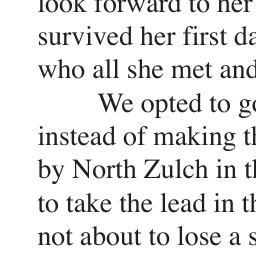 look forward to her
survived her first da
who all she met and
We opted to go
instead of making th
by North Zulch in th
to take the lead in th
not about to lose a s